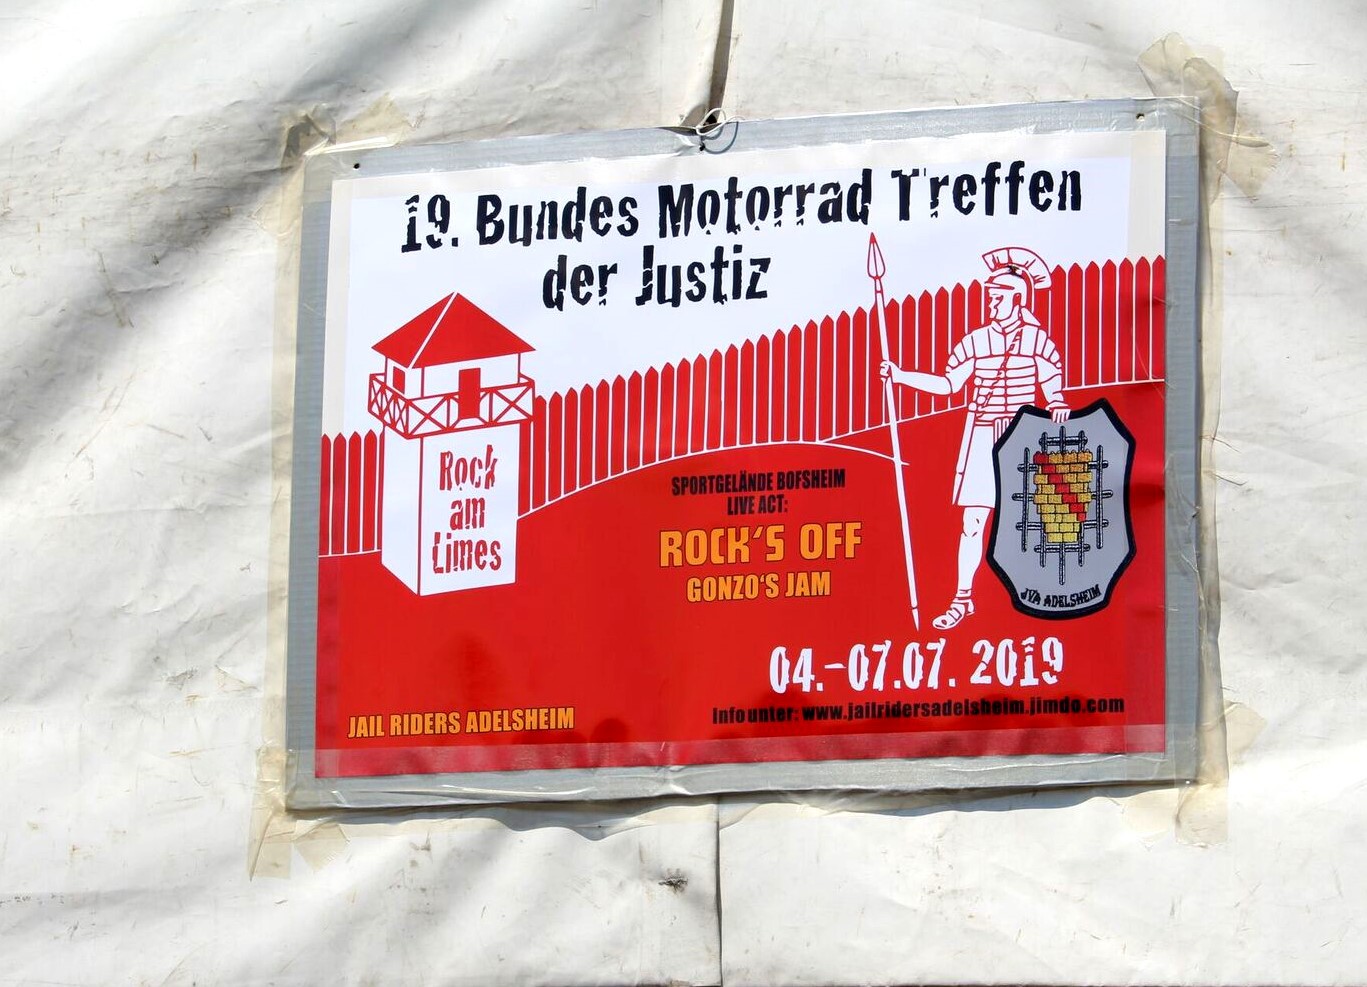 19. Bundes Motorrad Treffen
der Justiz
Rock
am
Limes
SPORTGELÄNDE BOFSHEIM
LIVE ACT:
ROCK'S OFF
GONZO'S JAM
JVA ADELSHEIM
04.-07.07. 2019
JAIL RIDERS ADELSHEIM
Info unter: www.jailridersadelsheim.jimdo.com